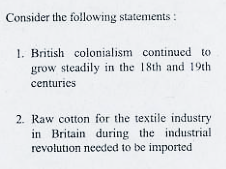 Consider the following statements :
1. British colonialism continued to
grow steadily in the 18th and 19th
centuries
2. Raw cotton for the textile industry
in Britain during the industrial
revolution needed to be imported